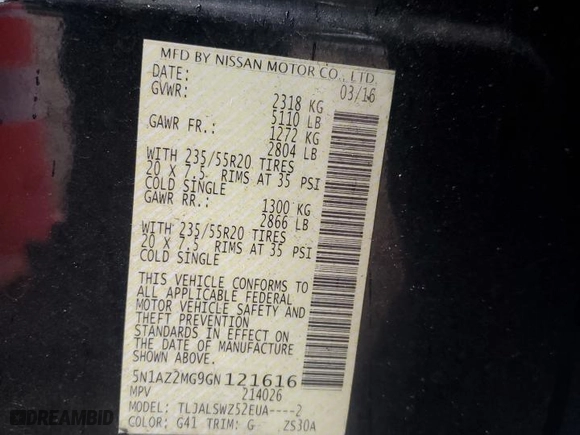 MFD BY NISSAN MOTOR CO., LTD.
DATE: 03/16
GVWR: 2318 KG
5110 LB
GAWR FR.: 1272 KG
2804 LB
WITH 235/55R20 TIRES
20 X 7.5 RIMS AT 35 PSI
COLD SINGLE
GAWR RR.: 1300 KG
2866 LB
WITH 235/55R20 TIRES
20 X 7.5 RIMS AT 35 PSI
COLD SINGLE
THIS VEHICLE CONFORMS TO
ALL APPLICABLE FEDERAL
MOTOR VEHICLE SAFETY AND
THEFT PREVENTION
STANDARDS IN EFFECT ON
THE DATE OF MANUFACTURE
SHOWN ABOVE.
5N1AZ2MG9GN121616
MPV 214026
MODEL: TLJALSWZ52EUA----2
COLOR: G41 TRIM: G ZS30A
DREAMBID